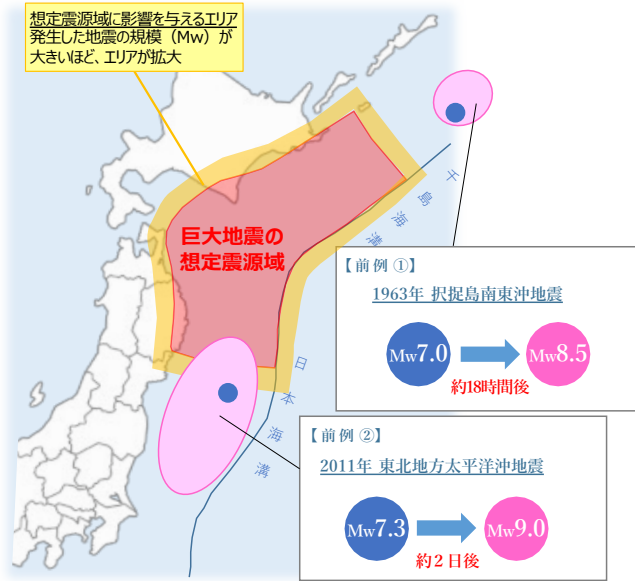 想定震源域に影響を与えるエリア
発生した地震の規模（Mw）が
大きいほど、エリアが拡大
千島海溝
巨大地震の
想定震源域
日本海溝
【前例①】
1963年 択捉島南東沖地震
Mw7.0
Mw8.5
約18時間後
【前例②】
2011年 東北地方太平洋沖地震
Mw7.3
Mw9.0
約２日後